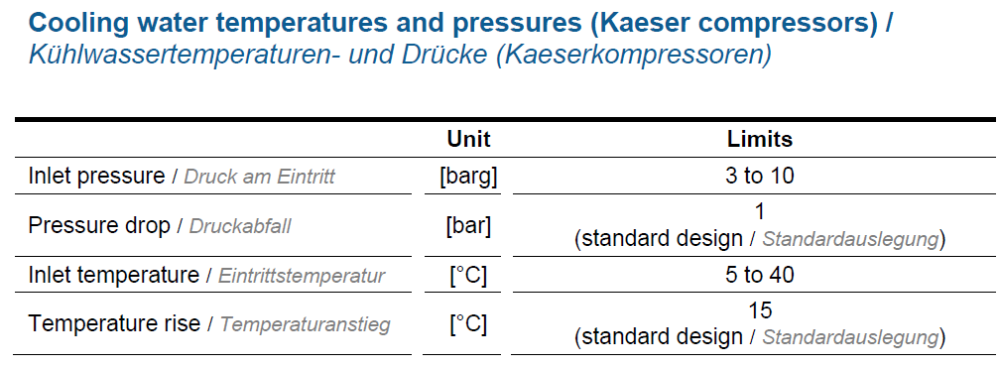 Cooling water temperatures and pressures (Kaeser compressors) /
Kühlwassertemperaturen- und Drücke (Kaeserkompressoren)
Unit Limits
Inlet pressure / Druck am Eintritt [barg] 3 to 10
Pressure drop / Druckabfall [bar] 1
(standard design / Standardauslegung)
Inlet temperature / Eintrittstemperatur [°C] 5 to 40
Temperature rise / Temperaturanstieg [°C] 15
(standard design / Standardauslegung)